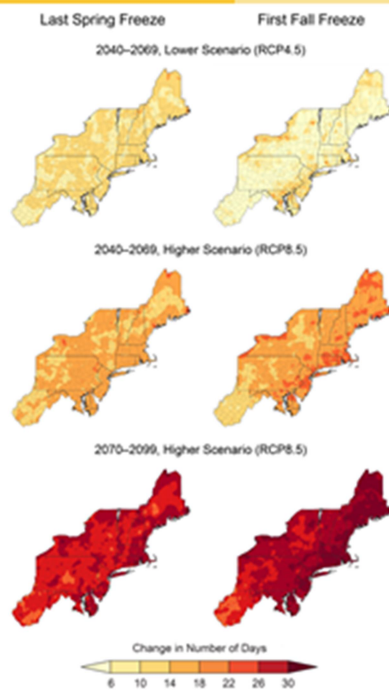 Last Spring Freeze First Fall Freeze
2040–2069, Lower Scenario (RCP4.5)
2040–2069, Higher Scenario (RCP8.5)
2070–2099, Higher Scenario (RCP8.5)
Change in Number of Days
6 10 14 18 22 26 30